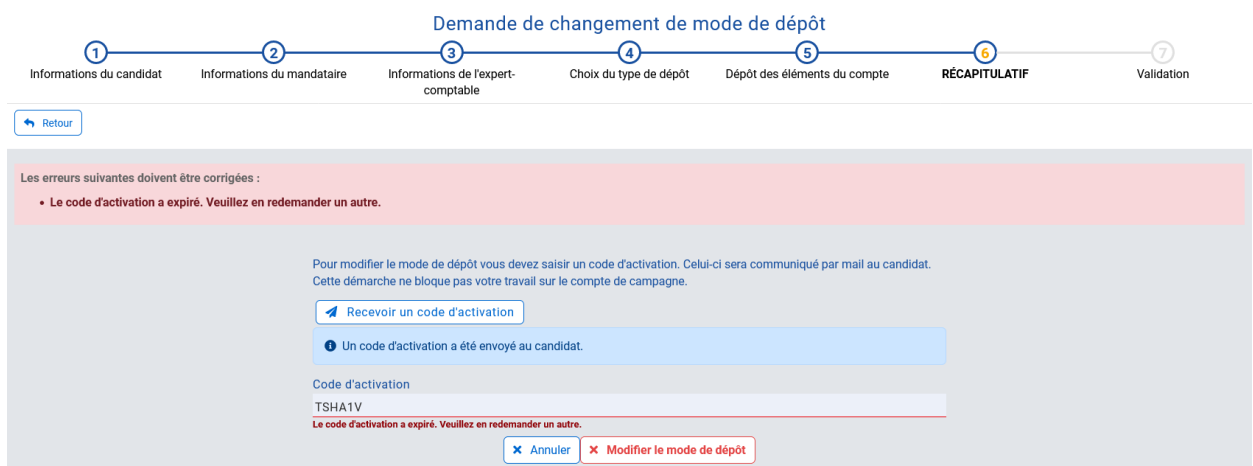 Demande de changement de mode de dépôt
1 2 3 4 5 6 7
Informations du candidat Informations du mandataire Informations de l'expert- Choix du type de dépôt Dépôt des éléments du compte RÉCAPITULATIF Validation
comptable
Retour
Les erreurs suivantes doivent être corrigées :
• Le code d'activation a expiré. Veuillez en redemander un autre.
Pour modifier le mode de dépôt vous devez saisir un code d'activation. Celui-ci sera communiqué par mail au candidat.
Cette démarche ne bloque pas votre travail sur le compte de campagne.
Recevoir un code d'activation
Un code d'activation a été envoyé au candidat.
Code d'activation
TSHA1V
Le code d'activation a expiré. Veuillez en redemander un autre.
Annuler Modifier le mode de dépôt